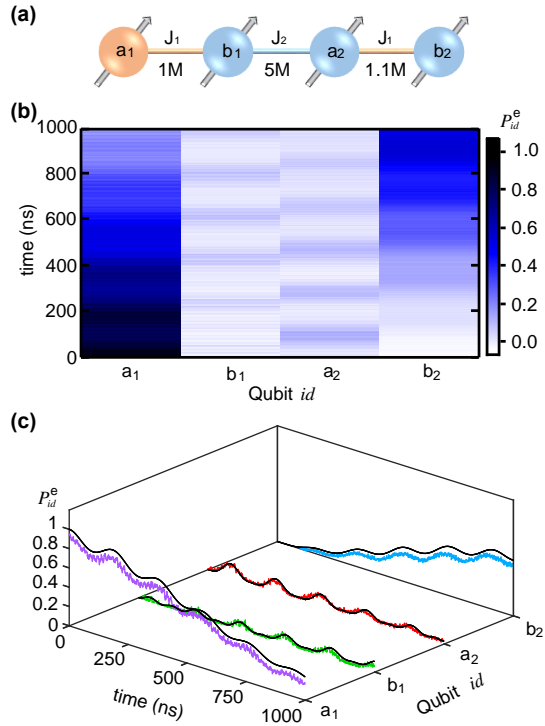 (a)
J₁ J₂ J₁
a₁ b₁ a₂ b₂
1M 5M 1.1M
(b)
P_id^e
1000
800
600
400
200
0
time (ns)
1.0
0.8
0.6
0.4
0.2
0.0
a₁ b₁ a₂ b₂
Qubit id
(c)
P_id^e
1
0.8
0.6
0.4
0.2
0
0
250
500
750
1000
time (ns)
a₁
b₁
a₂
b₂
Qubit id